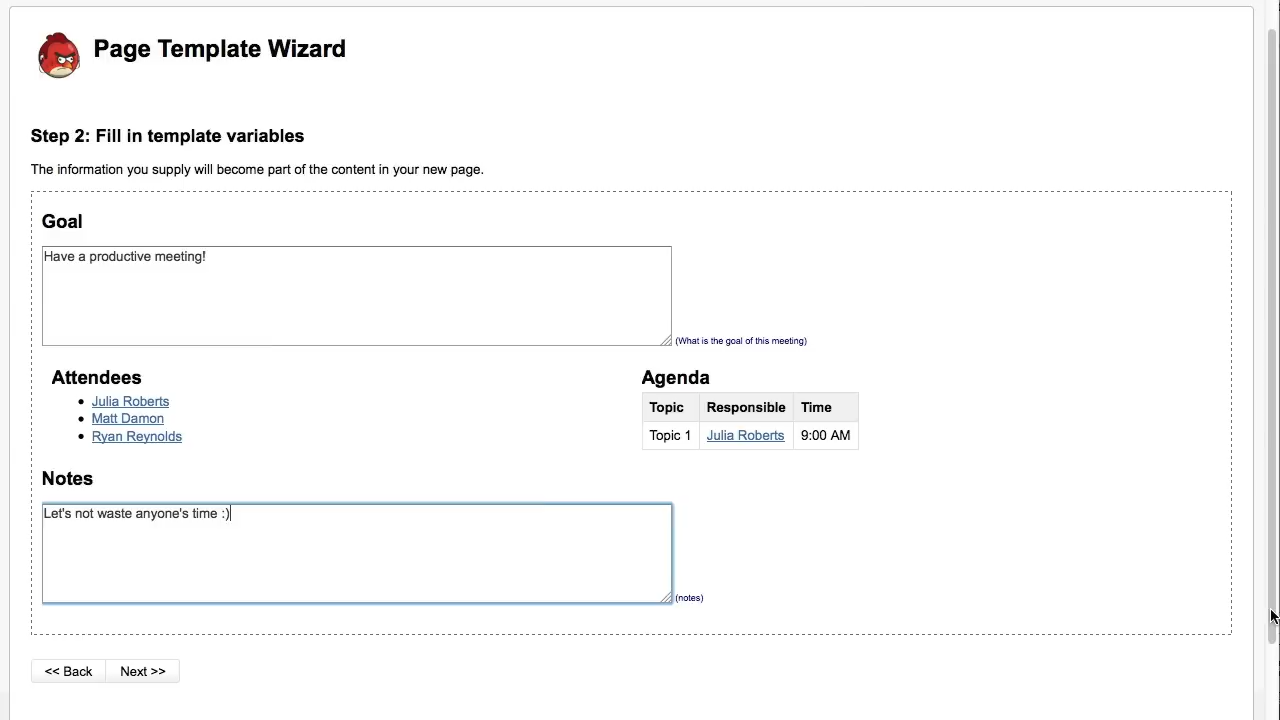 Page Template Wizard
Step 2: Fill in template variables
The information you supply will become part of the content in your new page.
Goal
Have a productive meeting!
(What is the goal of this meeting)
Attendees
Julia Roberts
Matt Damon
Ryan Reynolds
Agenda
Topic Responsible Time
Topic 1 Julia Roberts 9:00 AM
Notes
Let's not waste anyone's time :)
(notes)
<< Back Next >>